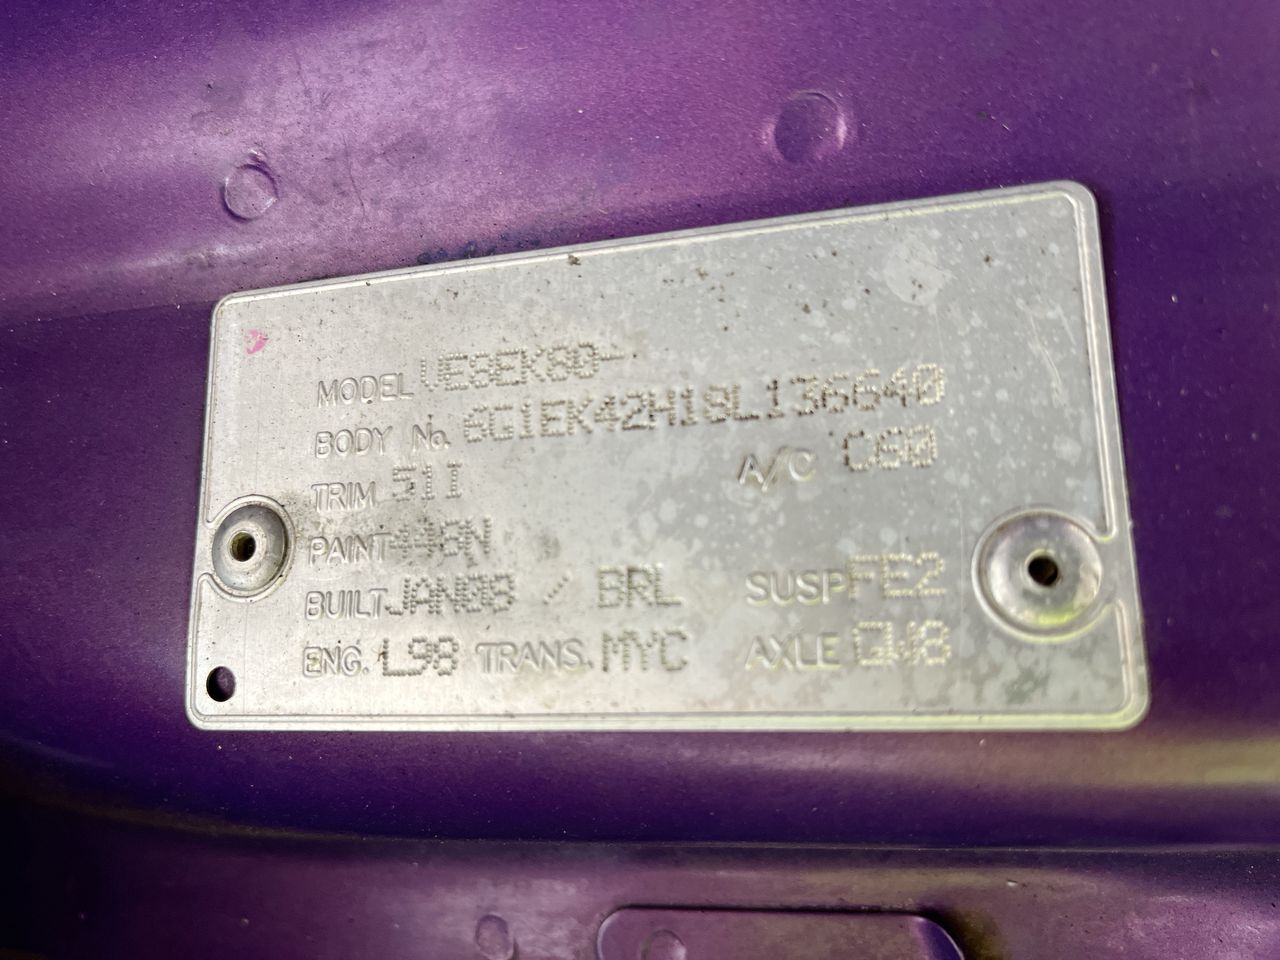 MODEL VE8EK80-
BODY No. 6G1EK42H18L136640
TRIM 51I A/C C60
PAINT 446N
BUILT JAN08 / BRL SUSP FE2
ENG. L98 TRANS. MYC AXLE GW8